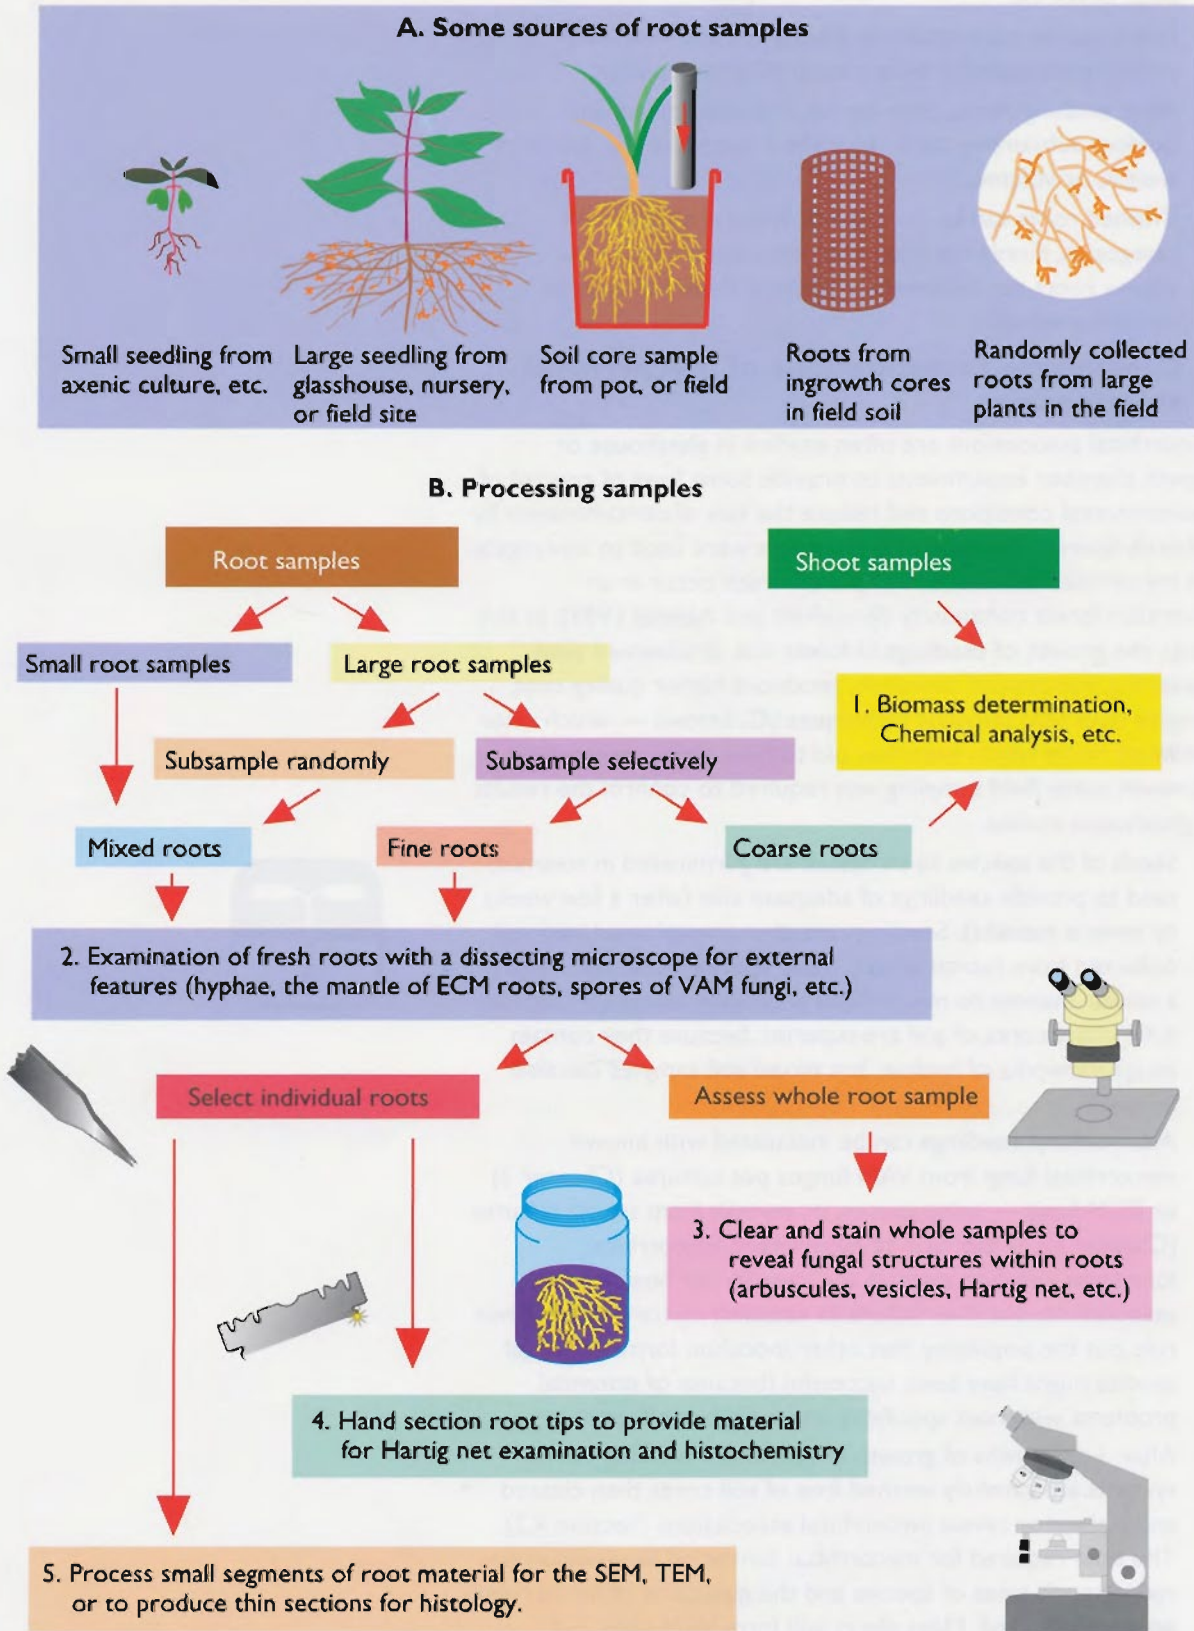 A. Some sources of root samples
Small seedling from
axenic culture, etc.
Large seedling from
glasshouse, nursery,
or field site
Soil core sample
from pot, or field
Roots from
ingrowth cores
in field soil
Randomly collected
roots from large
plants in the field
B. Processing samples
Root samples
Shoot samples
Small root samples
Large root samples
1. Biomass determination,
Chemical analysis, etc.
Subsample randomly
Subsample selectively
Mixed roots
Fine roots
Coarse roots
2. Examination of fresh roots with a dissecting microscope for external
features (hyphae, the mantle of ECM roots, spores of VAM fungi, etc.)
Select individual roots
Assess whole root sample
3. Clear and stain whole samples to
reveal fungal structures within roots
(arbuscules, vesicles, Hartig net, etc.)
4. Hand section root tips to provide material
for Hartig net examination and histochemistry
5. Process small segments of root material for the SEM, TEM,
or to produce thin sections for histology.